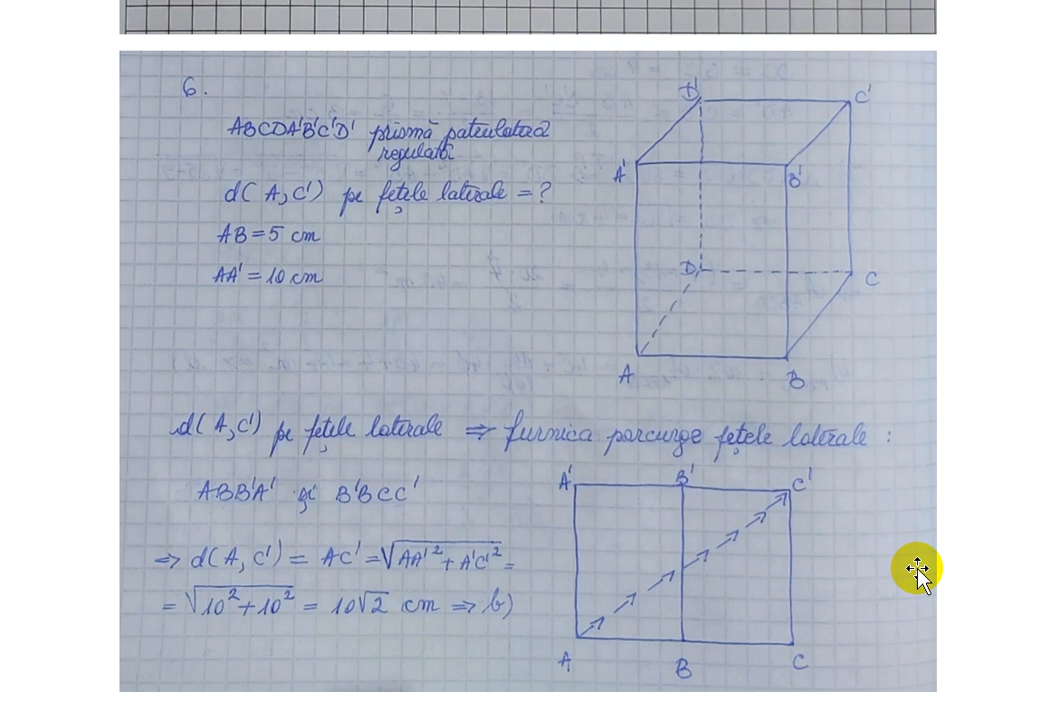 6.
ABCDA'B'C'D' prismă patrulateră
regulată
d(A,C') pe fețele laterale = ?
AB = 5 cm
AA' = 10 cm
D'
C'
A'
B'
D
C
A
B
d(A,C') pe fețele laterale ⇒ furnica parcurge fețele laterale :
ABB'A' și B'BCC'
A'
B'
C'
⇒ d(A, C') = AC' = √AA'² + A'C'² =
= √10² + 10² = 10√2 cm ⇒ b)
A
B
C